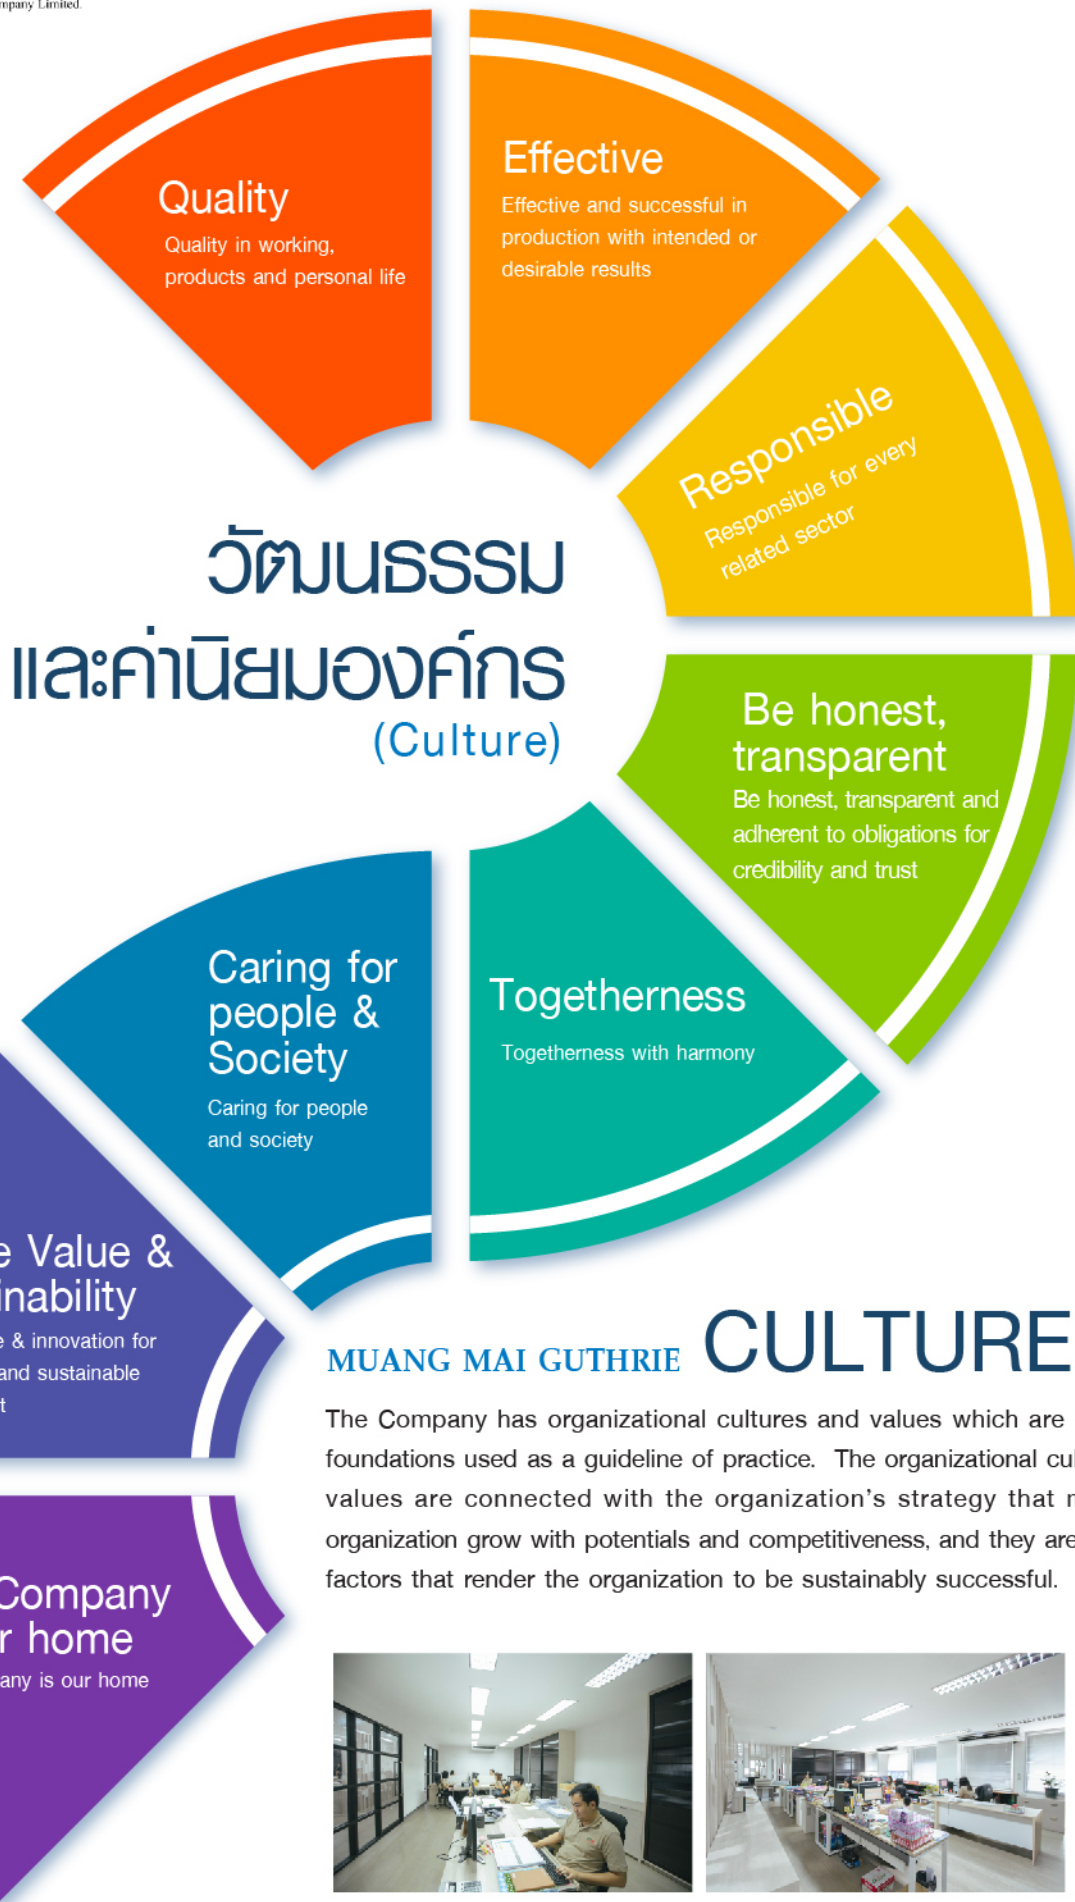 Company Limited.
Quality
Quality in working,
products and personal life
Effective
Effective and successful in
production with intended or
desirable results
Responsible
Responsible for every
related sector
วัฒนธรรม
และค่านิยมองค์กร
(Culture)
Be honest,
transparent
Be honest, transparent and
adherent to obligations for
credibility and trust
Togetherness
Togetherness with harmony
Caring for
people &
Society
Caring for people
and society
Value &
& innovation for
and sustainable
Company
home
is our home
MUANG MAI GUTHRIE CULTURE
The Company has organizational cultures and values which are
foundations used as a guideline of practice. The organizational
values are connected with the organization's strategy that
organization grow with potentials and competitiveness, and they are
factors that render the organization to be sustainably successful.